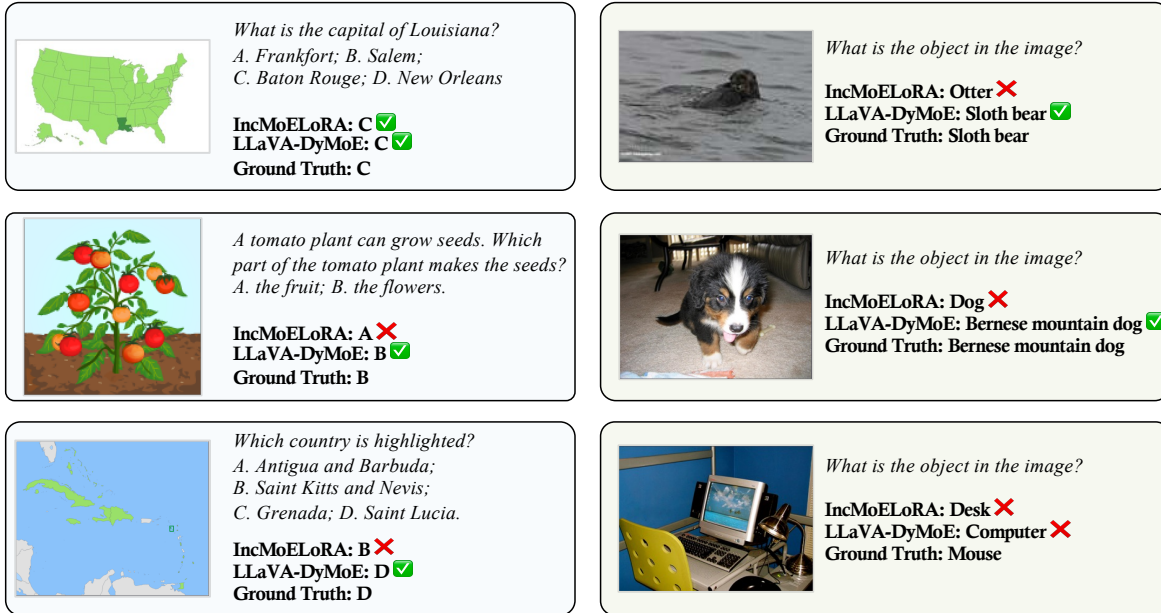 What is the capital of Louisiana?
A. Frankfort; B. Salem;
C. Baton Rouge; D. New Orleans
IncMoELoRA: C ✅
LLaVA-DyMoE: C ✅
Ground Truth: C
A tomato plant can grow seeds. Which
part of the tomato plant makes the seeds?
A. the fruit; B. the flowers.
IncMoELoRA: A ❌
LLaVA-DyMoE: B ✅
Ground Truth: B
Which country is highlighted?
A. Antigua and Barbuda;
B. Saint Kitts and Nevis;
C. Grenada; D. Saint Lucia.
IncMoELoRA: B ❌
LLaVA-DyMoE: D ✅
Ground Truth: D
What is the object in the image?
IncMoELoRA: Otter ❌
LLaVA-DyMoE: Sloth bear ✅
Ground Truth: Sloth bear
What is the object in the image?
IncMoELoRA: Dog ❌
LLaVA-DyMoE: Bernese mountain dog ✅
Ground Truth: Bernese mountain dog
What is the object in the image?
IncMoELoRA: Desk ❌
LLaVA-DyMoE: Computer ❌
Ground Truth: Mouse